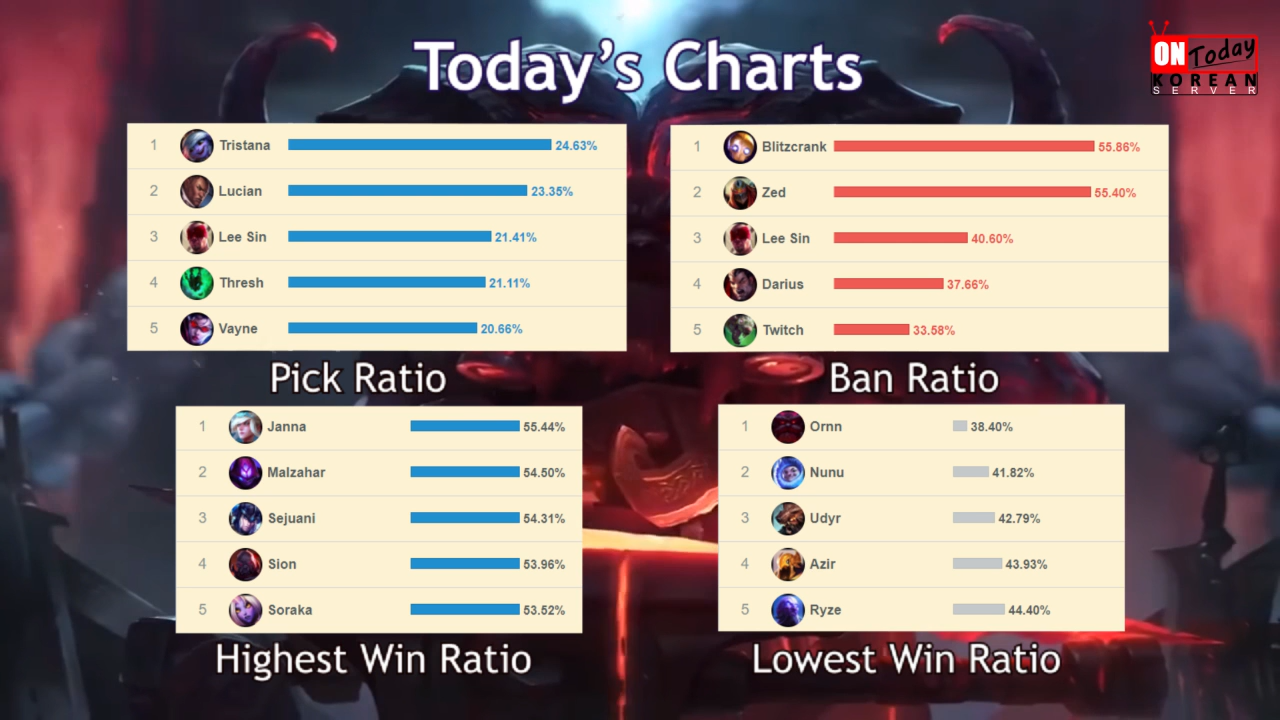 Today's Charts
ON Today
KOREAN
SERVER
1 Tristana 24.63%
2 Lucian 23.35%
3 Lee Sin 21.41%
4 Thresh 21.11%
5 Vayne 20.66%
Pick Ratio
1 Blitzcrank 55.86%
2 Zed 55.40%
3 Lee Sin 40.60%
4 Darius 37.66%
5 Twitch 33.58%
Ban Ratio
1 Janna 55.44%
2 Malzahar 54.50%
3 Sejuani 54.31%
4 Sion 53.96%
5 Soraka 53.52%
Highest Win Ratio
1 Ornn 38.40%
2 Nunu 41.82%
3 Udyr 42.79%
4 Azir 43.93%
5 Ryze 44.40%
Lowest Win Ratio